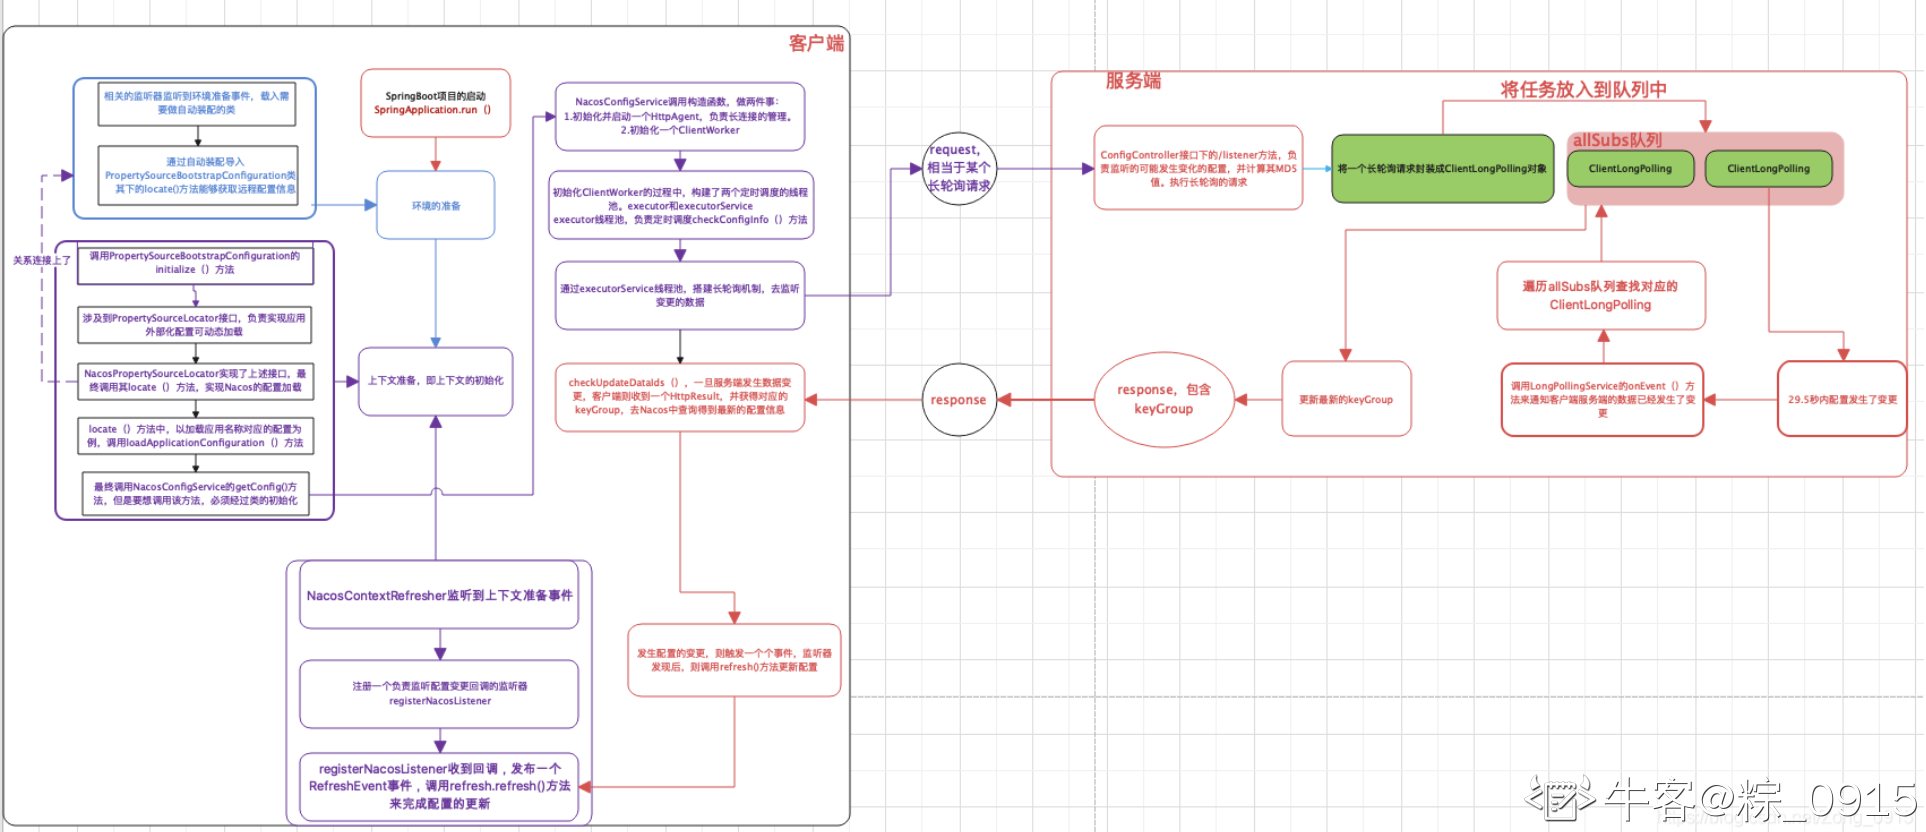 客户端
相关的监听器监听到环境准备事件，载入需
要做自动装配的类
通过自动装配导入
PropertySourceBootstrapConfiguration类
其下的locate()方法能够获取远程配置信息
SpringBoot项目的启动
SpringApplication.run（）
环境的准备
关系连接上了
调用PropertySourceBootstrapConfiguration的
initialize（）方法
涉及到PropertySourceLocator接口，负责实现应用
外部化配置可动态加载
NacosPropertySourceLocator实现了上述接口，最
终调用其locate（）方法，实现Nacos的配置加载
locate（）方法中，以加载应用名称对应的配置为
例，调用loadApplicationConfiguration（）方法
最终调用NacosConfigService的getConfig()方
法，但是要想调用该方法，必须经过类的初始化
上下文准备，即上下文的初始化
NacosConfigService调用构造函数，做两件事：
1.初始化并启动一个HttpAgent，负责长连接的管理。
2.初始化一个ClientWorker
初始化ClientWorker的过程中，构建了两个定时调度的线程
池。executor和executorService
executor线程池，负责定时调度checkConfigInfo（）方法
通过executorService线程池，搭建长轮询机制，去监听
变更的数据
checkUpdateDataIds（），一旦服务端发生数据变
更，客户端则收到一个HttpResult，并获得对应的
keyGroup，去Nacos中查询得到最新的配置信息
NacosContextRefresher监听到上下文准备事件
注册一个负责监听配置变更回调的监听器
registerNacosListener
registerNacosListener收到回调，发布一个
RefreshEvent事件，调用refresh.refresh()方法
来完成配置的更新
发生配置的变更，则触发一个个事件，监听器
发现后，则调用refresh()方法更新配置
request，
相当于某个
长轮询请求
response
服务端
将任务放入到队列中
ConfigController接口下的/listener方法，负
责监听的可能发生变化的配置，并计算其MD5
值。执行长轮询的请求
将一个长轮询请求封装成ClientLongPolling对象
allSubs队列
ClientLongPolling
ClientLongPolling
遍历allSubs队列查找对应的
ClientLongPolling
response，包含
keyGroup
更新最新的keyGroup
调用LongPollingService的onEvent（）方
法来通知客户端服务端的数据已经发生了变
更
29.5秒内配置发生了变更
牛客@粽_0915